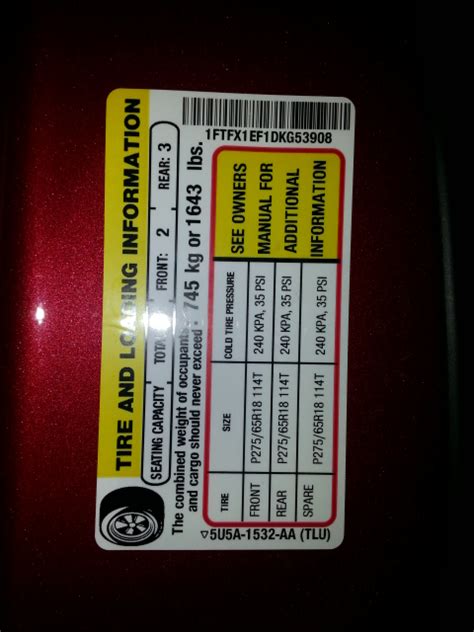 TIRE AND LOADING INFORMATION
SEATING CAPACITY TOTAL FRONT: 2 REAR: 3
The combined weight of occupants
and cargo should never exceed: 745 kg or 1643 lbs.
1FTFX1EF1DKG53908
TIRE SIZE COLD TIRE PRESSURE SEE OWNERS
FRONT P275/65R18 114T 240 KPA, 35 PSI MANUAL FOR
REAR P275/65R18 114T 240 KPA, 35 PSI ADDITIONAL
SPARE P275/65R18 114T 240 KPA, 35 PSI INFORMATION
▽5U5A-1532-AA (TLU)